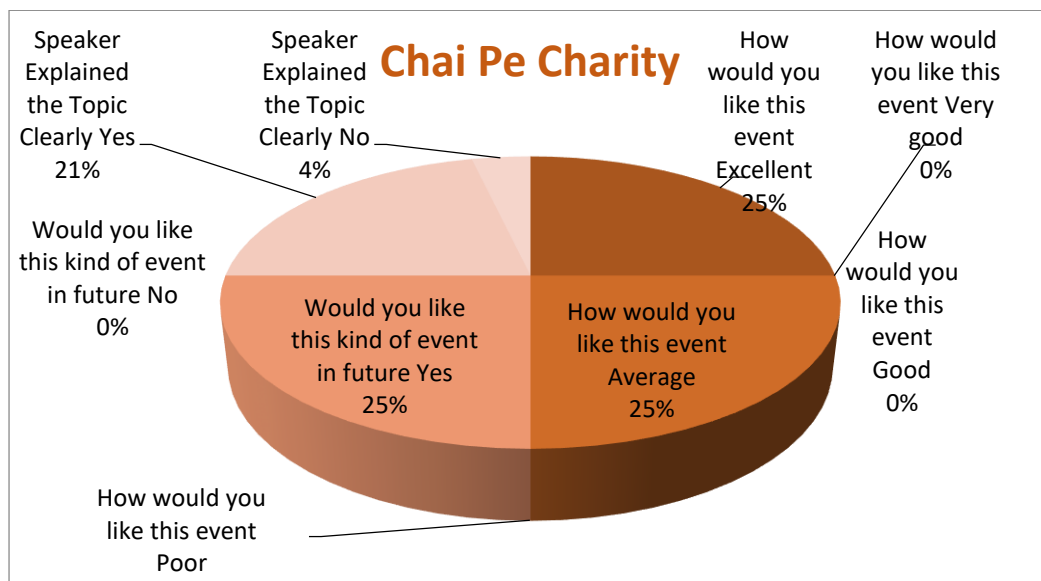 Chai Pe Charity
Speaker
Explained
the Topic
Clearly Yes
21%
Speaker
Explained
the Topic
Clearly No
4%
How
would you
like this
event
Excellent
25%
How would
you like this
event Very
good
0%
Would you like
this kind of event
in future No
0%
How
would you
like this
event
Good
0%
Would you like
this kind of event
in future Yes
25%
How would you
like this event
Average
25%
How would you
like this event
Poor